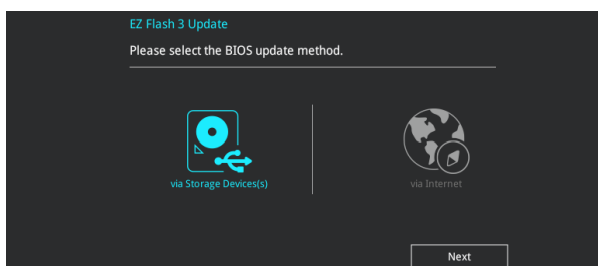 EZ Flash 3 Update
Please select the BIOS update method.
via Storage Devices(s)
via Internet
Next